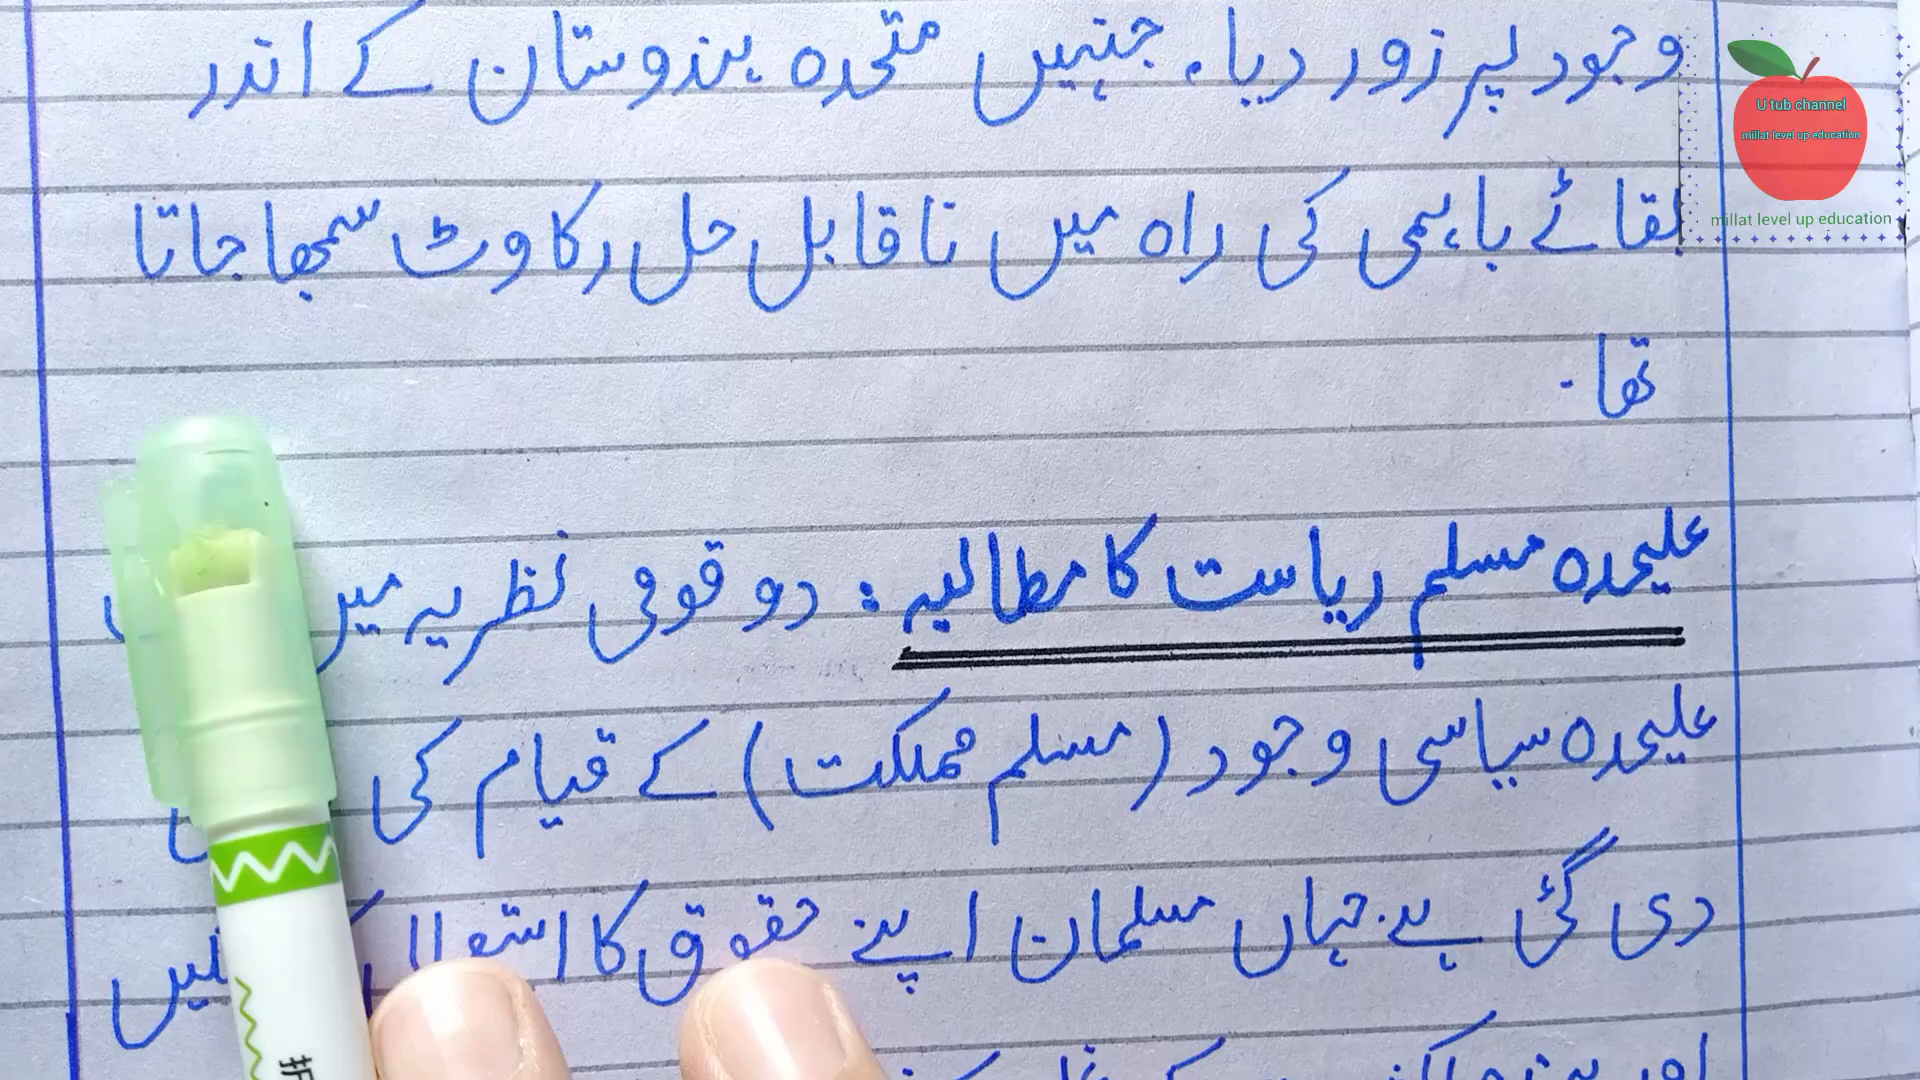 وجود پر زور دیا۔ جنہیں متحدہ ہندوستان کے اندر
بقائے باہمی کی راہ میں ناقابل حل رکاوٹ سمجھا جاتا
تھا۔
علیحدہ مسلم ریاست کا مطالبہ: دو قومی نظریہ میں
علیحدہ سیاسی وجود (مسلم مملکت) کے قیام کی
دی گئی ہے۔ جہاں مسلمان اپنے حقوق کا استعمال
اور
U tub channel
millat level up education
millat level up education